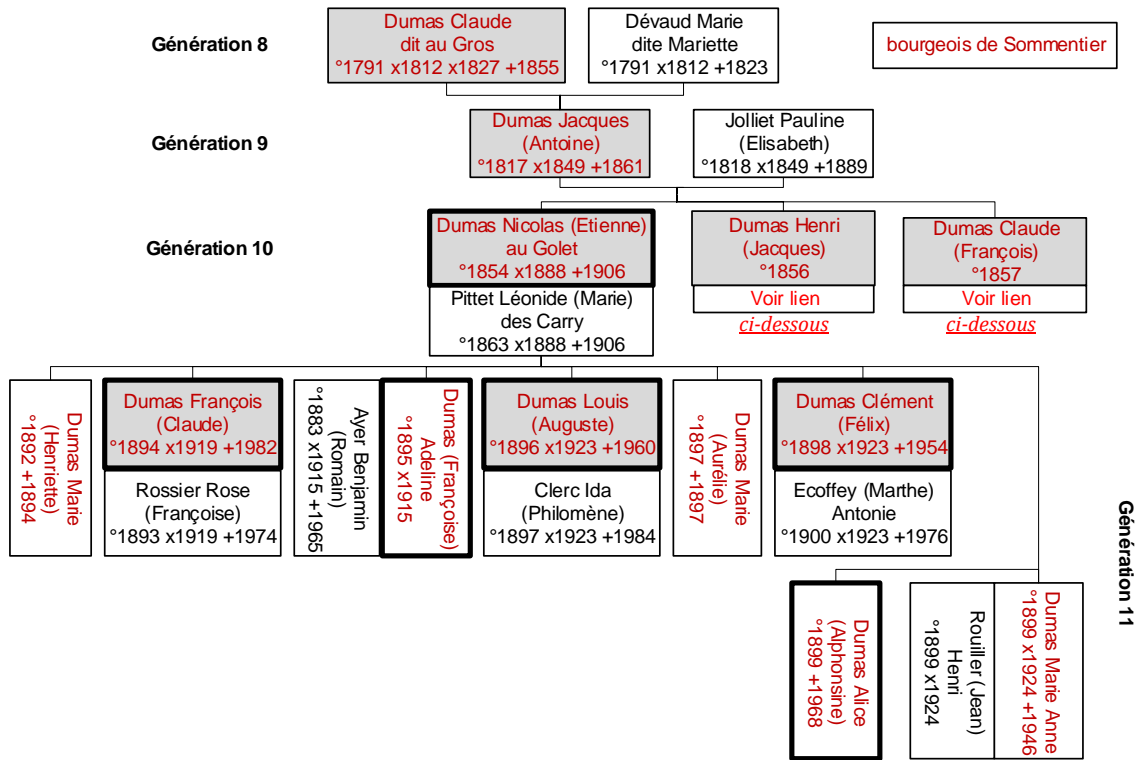 Génération 8
Dumas Claude
dit au Gros
°1791 x1812 x1827 +1855
Dévaud Marie
dite Mariette
°1791 x1812 +1823
bourgeois de Sommentier
Génération 9
Dumas Jacques
(Antoine)
°1817 x1849 +1861
Jolliet Pauline
(Elisabeth)
°1818 x1849 +1889
Génération 10
Dumas Nicolas (Etienne)
au Golet
°1854 x1888 +1906
Pittet Léonide (Marie)
des Carry
°1863 x1888 +1906
Dumas Henri
(Jacques)
°1856
Voir lien
ci-dessous
Dumas Claude
(François)
°1857
Voir lien
ci-dessous
Dumas Marie
(Henriette)
°1892 +1894
Dumas François
(Claude)
°1894 x1919 +1982
Rossier Rose
(Françoise)
°1893 x1919 +1974
Ayer Benjamin
(Romain)
°1883 x1915 +1965
Dumas (Françoise)
Adeline
°1895 x1915
Dumas Louis
(Auguste)
°1896 x1923 +1960
Clerc Ida
(Philomène)
°1897 x1923 +1984
Dumas Marie
(Aurélie)
°1897 +1897
Dumas Clément
(Félix)
°1898 x1923 +1954
Ecoffey (Marthe)
Antonie
°1900 x1923 +1976
Génération 11
Dumas Alice
(Alphonsine)
°1899 +1968
Rouiller (Jean)
Henri
°1899 x1924
Dumas Marie Anne
°1899 x1924 +1946